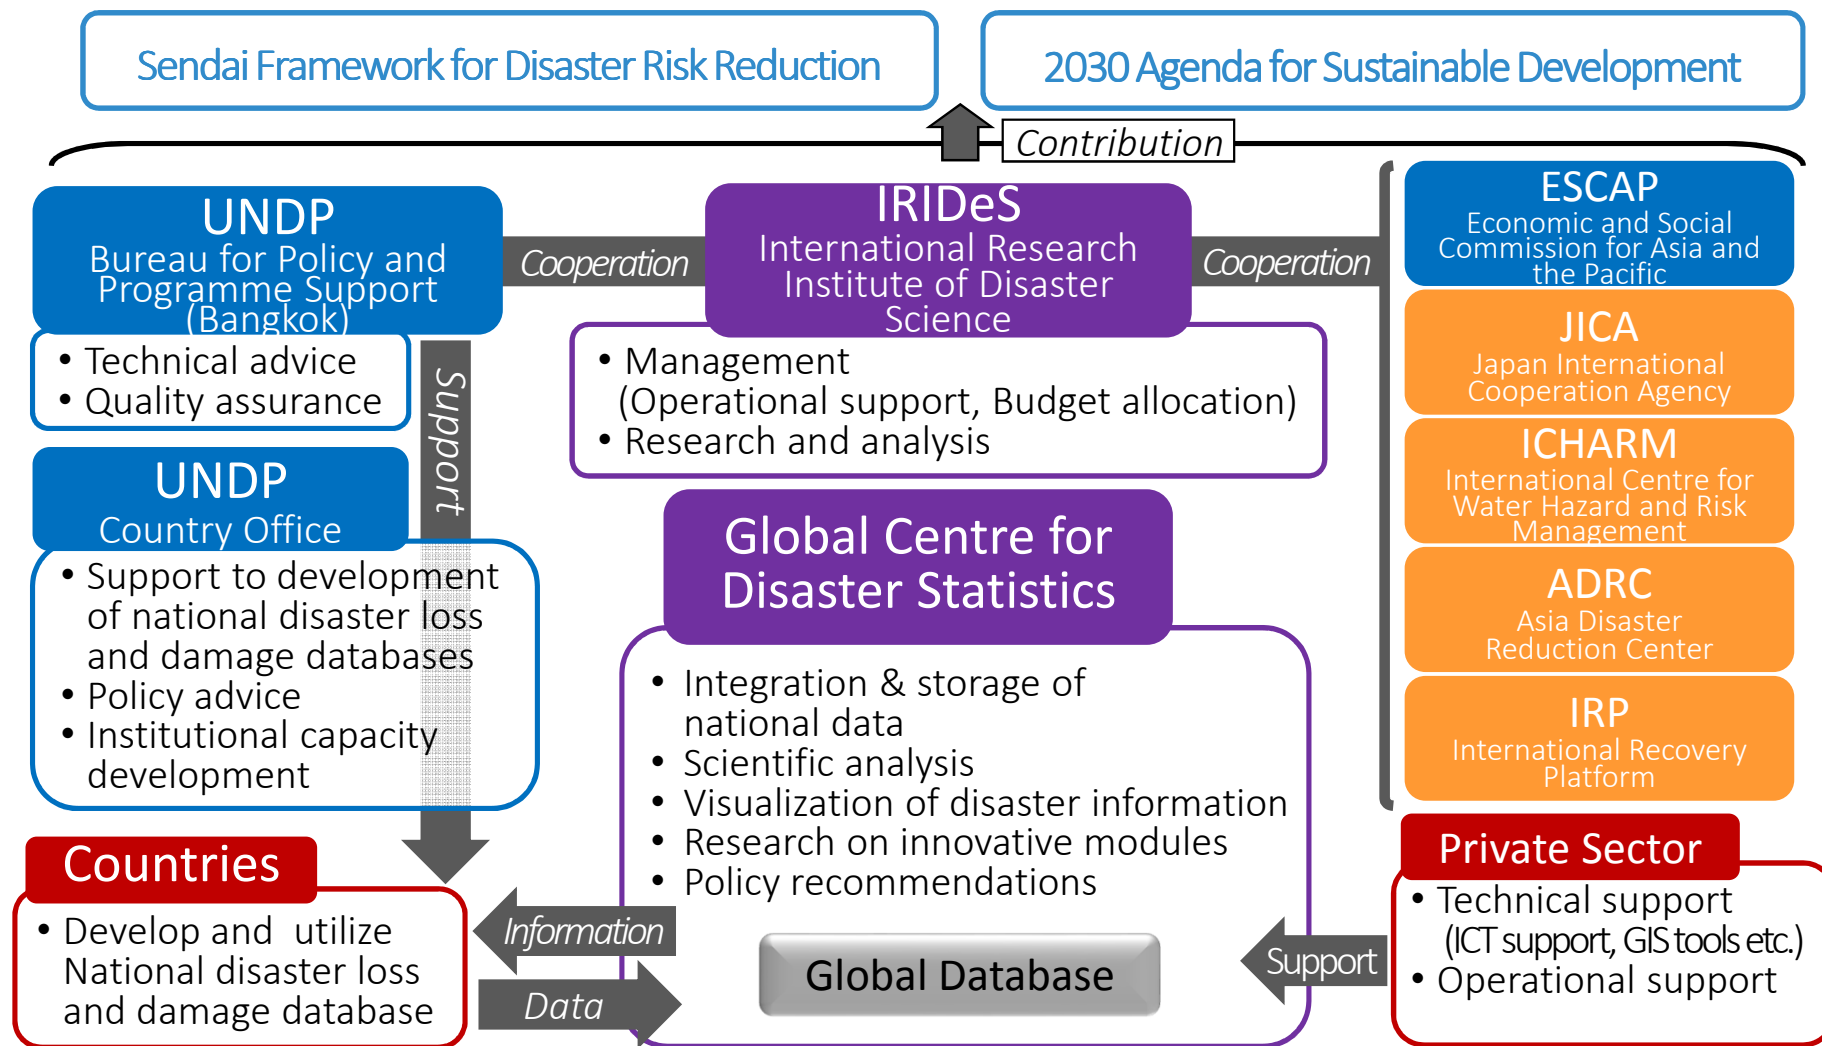 Sendai Framework for Disaster Risk Reduction
2030 Agenda for Sustainable Development
Contribution
UNDP
Bureau for Policy and
Programme Support
(Bangkok)
• Technical advice
• Quality assurance
Cooperation
IRIDeS
International Research
Institute of Disaster
Science
• Management
(Operational support, Budget allocation)
• Research and analysis
Cooperation
ESCAP
Economic and Social
Commission for Asia and
the Pacific
JICA
Japan International
Cooperation Agency
ICHARM
International Centre for
Water Hazard and Risk
Management
ADRC
Asia Disaster
Reduction Center
IRP
International Recovery
Platform
Support
UNDP
Country Office
• Support to development
of national disaster loss
and damage databases
• Policy advice
• Institutional capacity
development
Global Centre for
Disaster Statistics
• Integration & storage of
national data
• Scientific analysis
• Visualization of disaster information
• Research on innovative modules
• Policy recommendations
Global Database
Countries
• Develop and utilize
National disaster loss
and damage database
Information
Data
Support
Private Sector
• Technical support
(ICT support, GIS tools etc.)
• Operational support